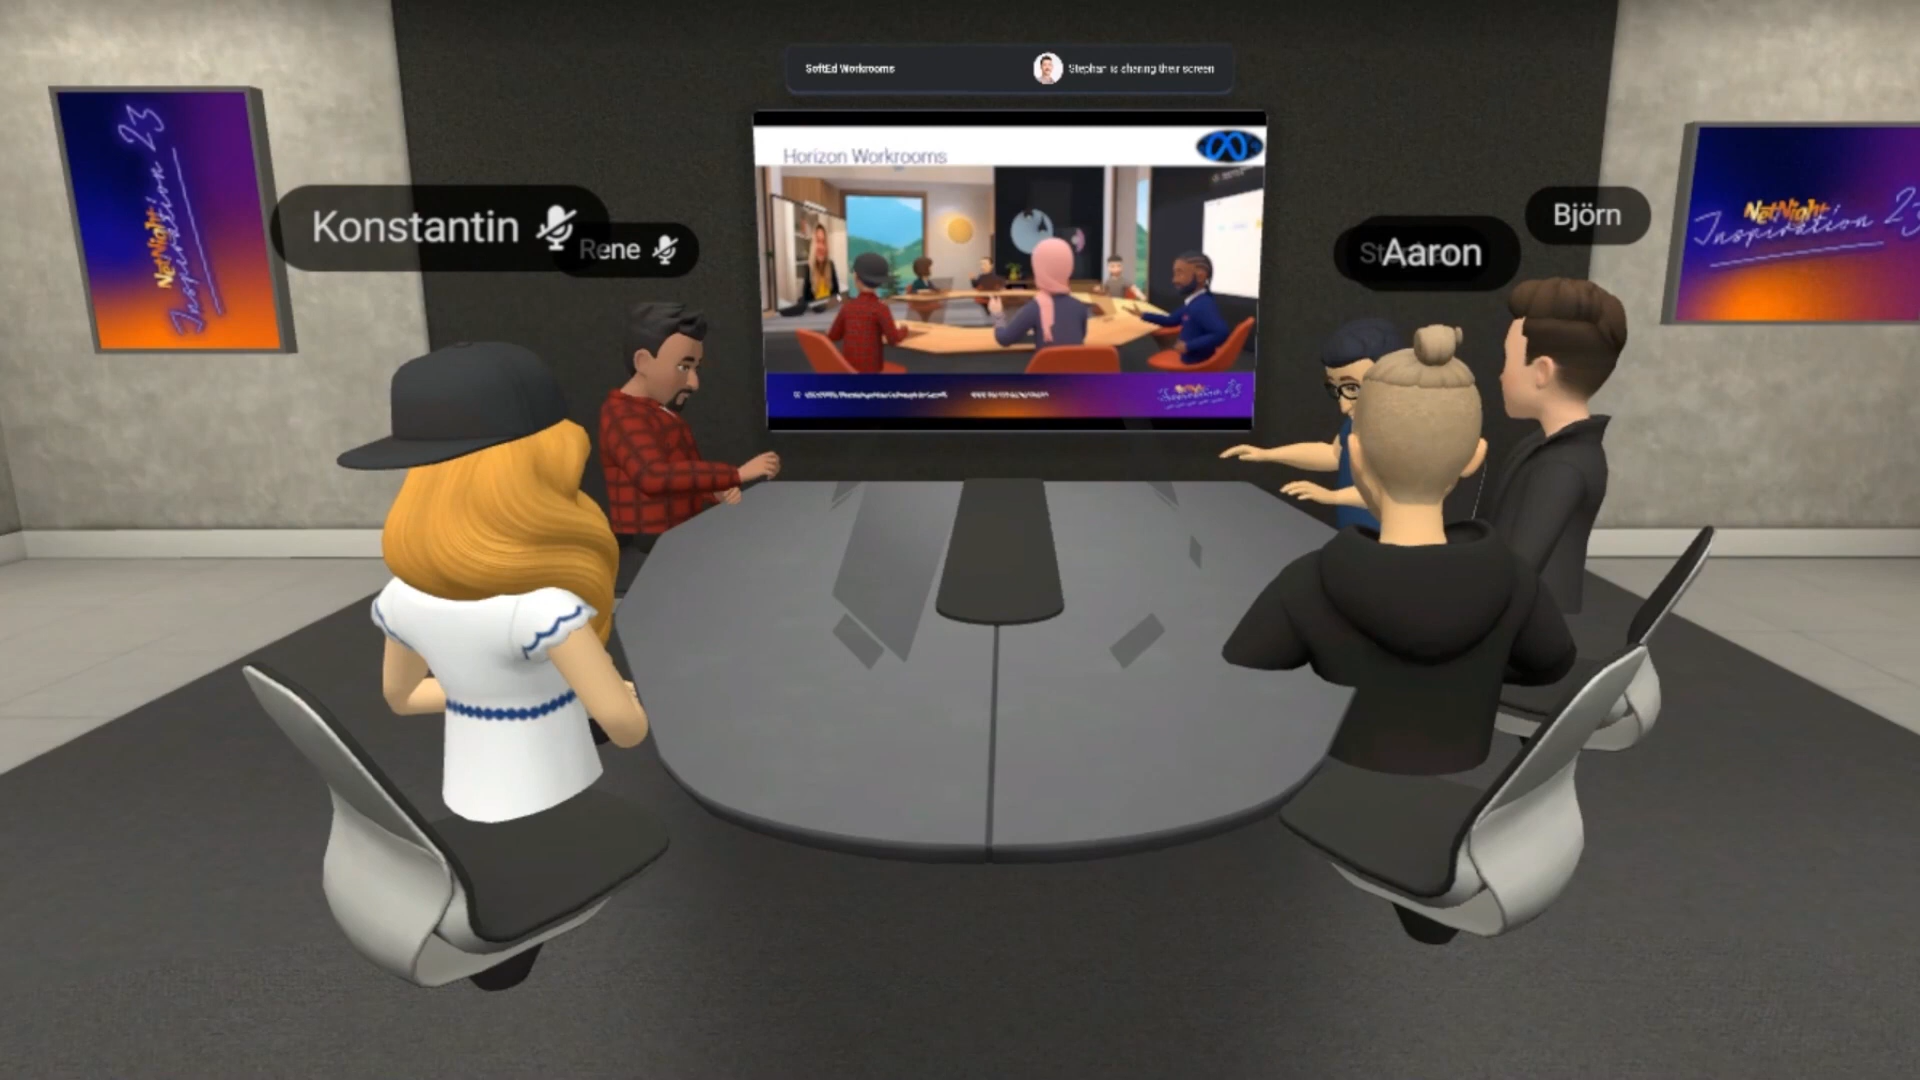 SoftEd Workrooms
Stephan is sharing their screen
Horizon Workrooms
NetNight
Inspiration 23
Konstantin
Rene
Aaron
Björn
NetNight
Inspiration 23